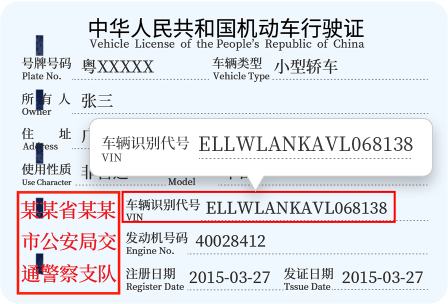 中华人民共和国机动车行驶证
Vehicle License of the People's Republic of China
号牌号码 粤XXXXX 车辆类型 小型轿车
Plate No. Vehicle Type
所有人 张三
Owner
住 址
Address
车辆识别代号 ELLWLANKAVL068138
VIN
使用性质
Use Character Model
某某省某某
市公安局交
通警察支队
车辆识别代号 ELLWLANKAVL068138
VIN
发动机号码 40028412
Engine No.
注册日期 2015-03-27 发证日期 2015-03-27
Register Date Tssue Date